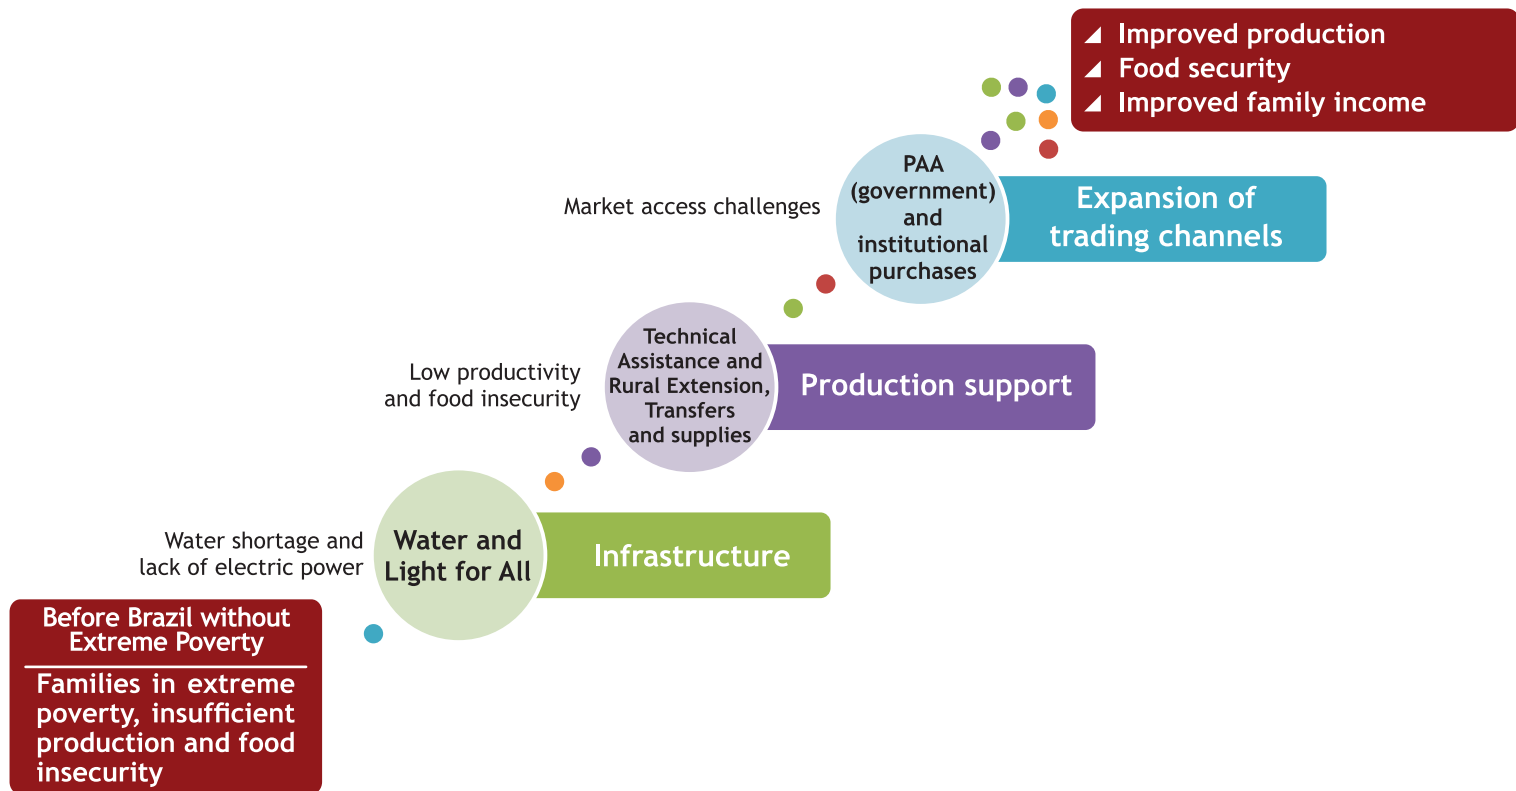 Improved production
Food security
Improved family income
Market access challenges
PAA
(government)
and
institutional
purchases
Expansion of
trading channels
Low productivity
and food insecurity
Technical
Assistance and
Rural Extension,
Transfers
and supplies
Production support
Water shortage and
lack of electric power
Water and
Light for All
Infrastructure
Before Brazil without
Extreme Poverty
Families in extreme
poverty, insufficient
production and food
insecurity